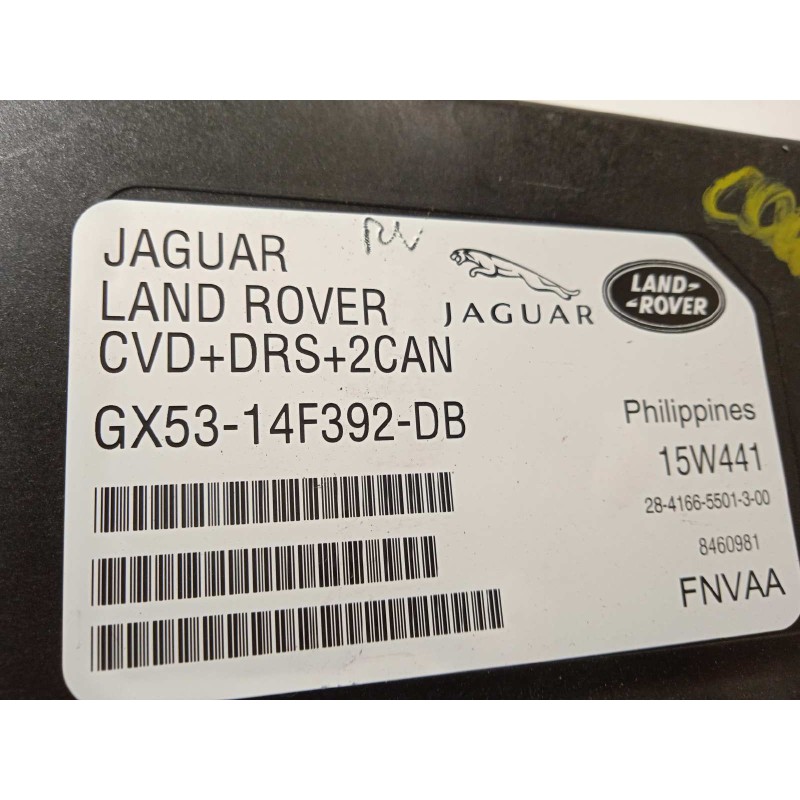 JAGUAR
LAND ROVER
CVD+DRS+2CAN
GX53-14F392-DB
JAGUAR
LAND-
-ROVER
Philippines
15W441
28-4166-5501-3-00
8460981
FNVAA